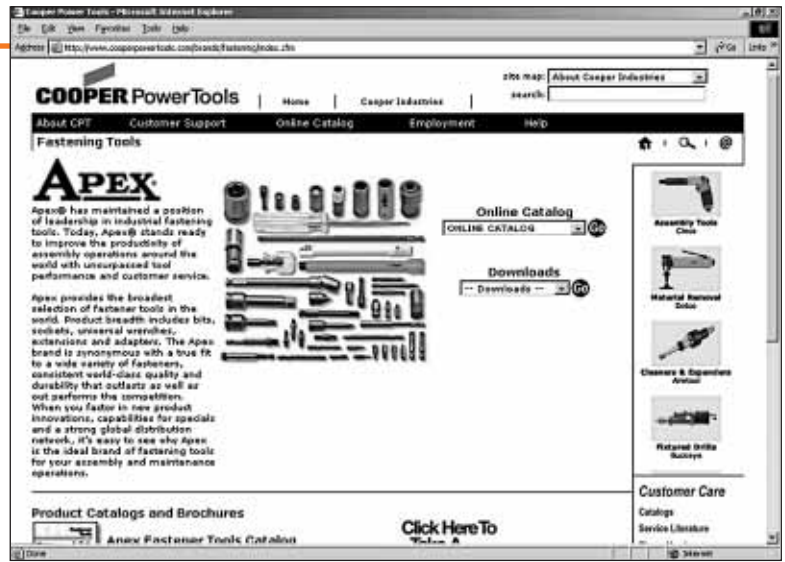 Cooper Power Tools - Microsoft Internet Explorer
File Edit View Favorites Tools Help
Address http://www.cooperpowertools.com/brands/fastening/index.cfm Go Links »
COOPER PowerTools
Home | Cooper Industries
site map: About Cooper Industries
search:
About CPT Customer Support Online Catalog Employment Help
Fastening Tools
APEX®
Apex® has maintained a position
of leadership in industrial fastening
tools. Today, Apex® stands ready
to improve the productivity of
assembly operations around the
world with unsurpassed tool
performance and customer service.
Apex provides the broadest
selection of fastener tools in the
world. Product breadth includes bits,
sockets, universal wrenches,
extensions and adapters. The Apex
brand is synonymous with a true fit
to a wide variety of fasteners,
consistent world-class quality and
durability that outlasts as well as
out performs the competition.
When you factor in new product
innovations, capabilities for specials
and a strong global distribution
network, it's easy to see why Apex
is the ideal brand of fastening tools
for your assembly and maintenance
operations.
Online Catalog
ONLINE CATALOG Go
Downloads
-- Downloads -- Go
Assembly Tools
Cleco
Material Removal
Dotco
Cleaners & Expanders
Airetool
Fixtured Drills
Buckeye
Customer Care
Catalogs
Service Literature
Product Catalogs and Brochures
Apex Fastener Tools Catalog
Click Here To
Take A
Done
Internet